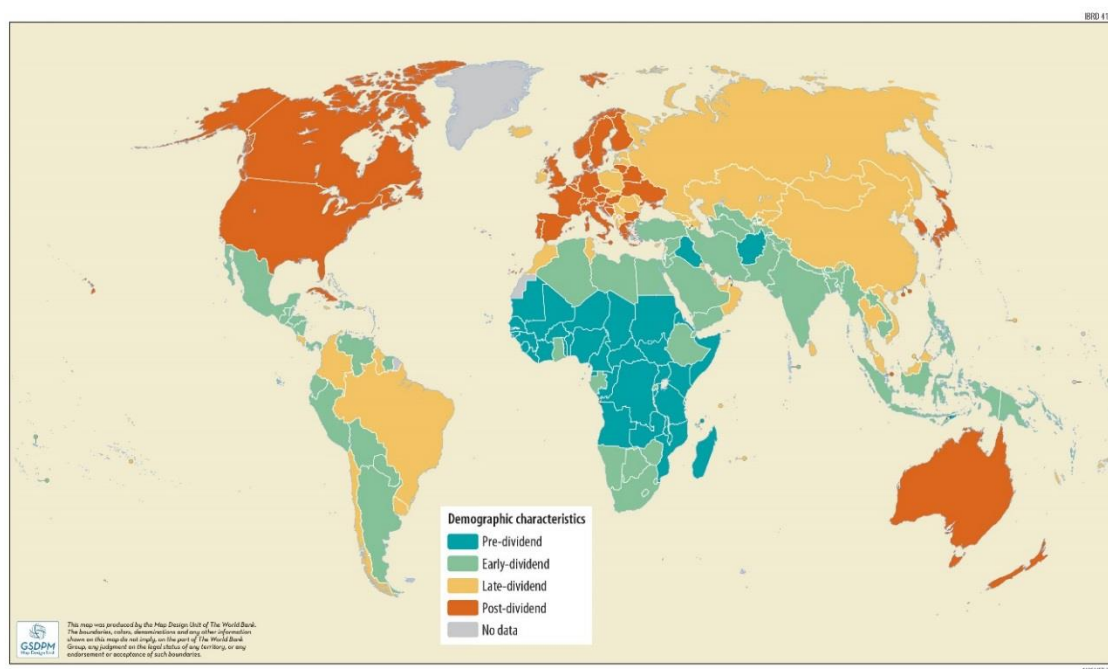 IBRD 41
Demographic characteristics
Pre-dividend
Early-dividend
Late-dividend
Post-dividend
No data
GSDPM
Map Design Unit
This map was produced by the Map Design Unit of The World Bank.
The boundaries, colors, denominations and any other information
shown on this map do not imply, on the part of The World Bank
Group, any judgment on the legal status of any territory, or any
endorsement or acceptance of such boundaries.